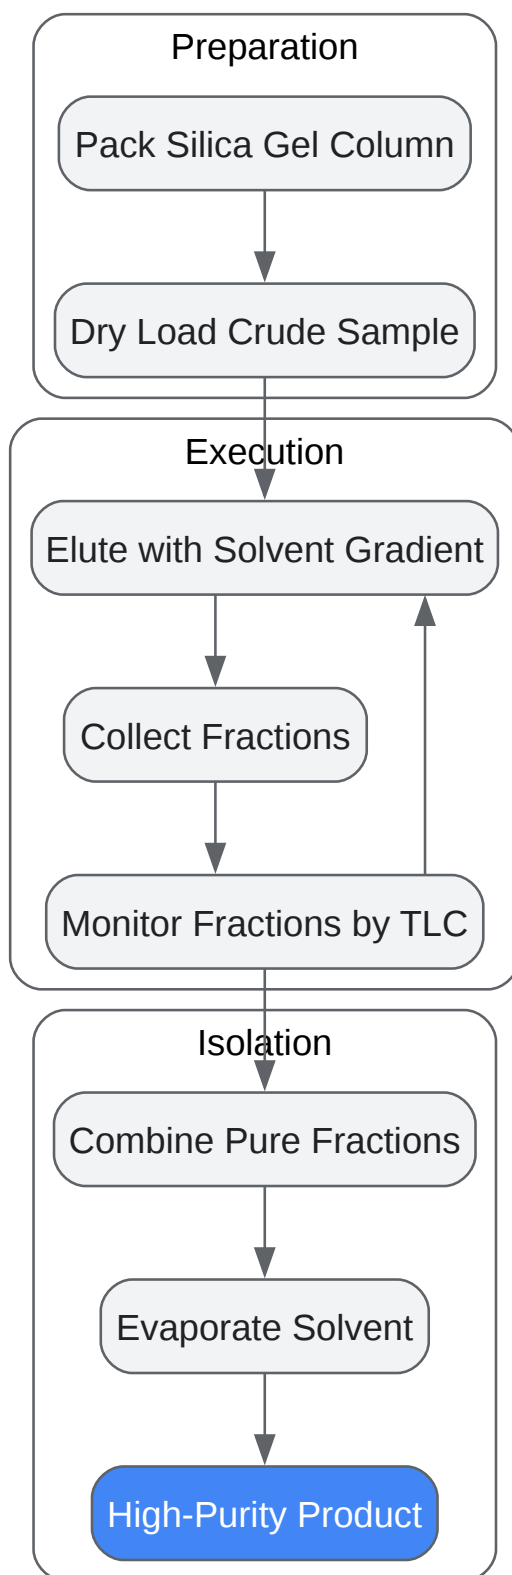 Preparation
Pack Silica Gel Column
Dry Load Crude Sample
Execution
Elute with Solvent Gradient
Collect Fractions
Monitor Fractions by TLC
Isolation
Combine Pure Fractions
Evaporate Solvent
High-Purity Product